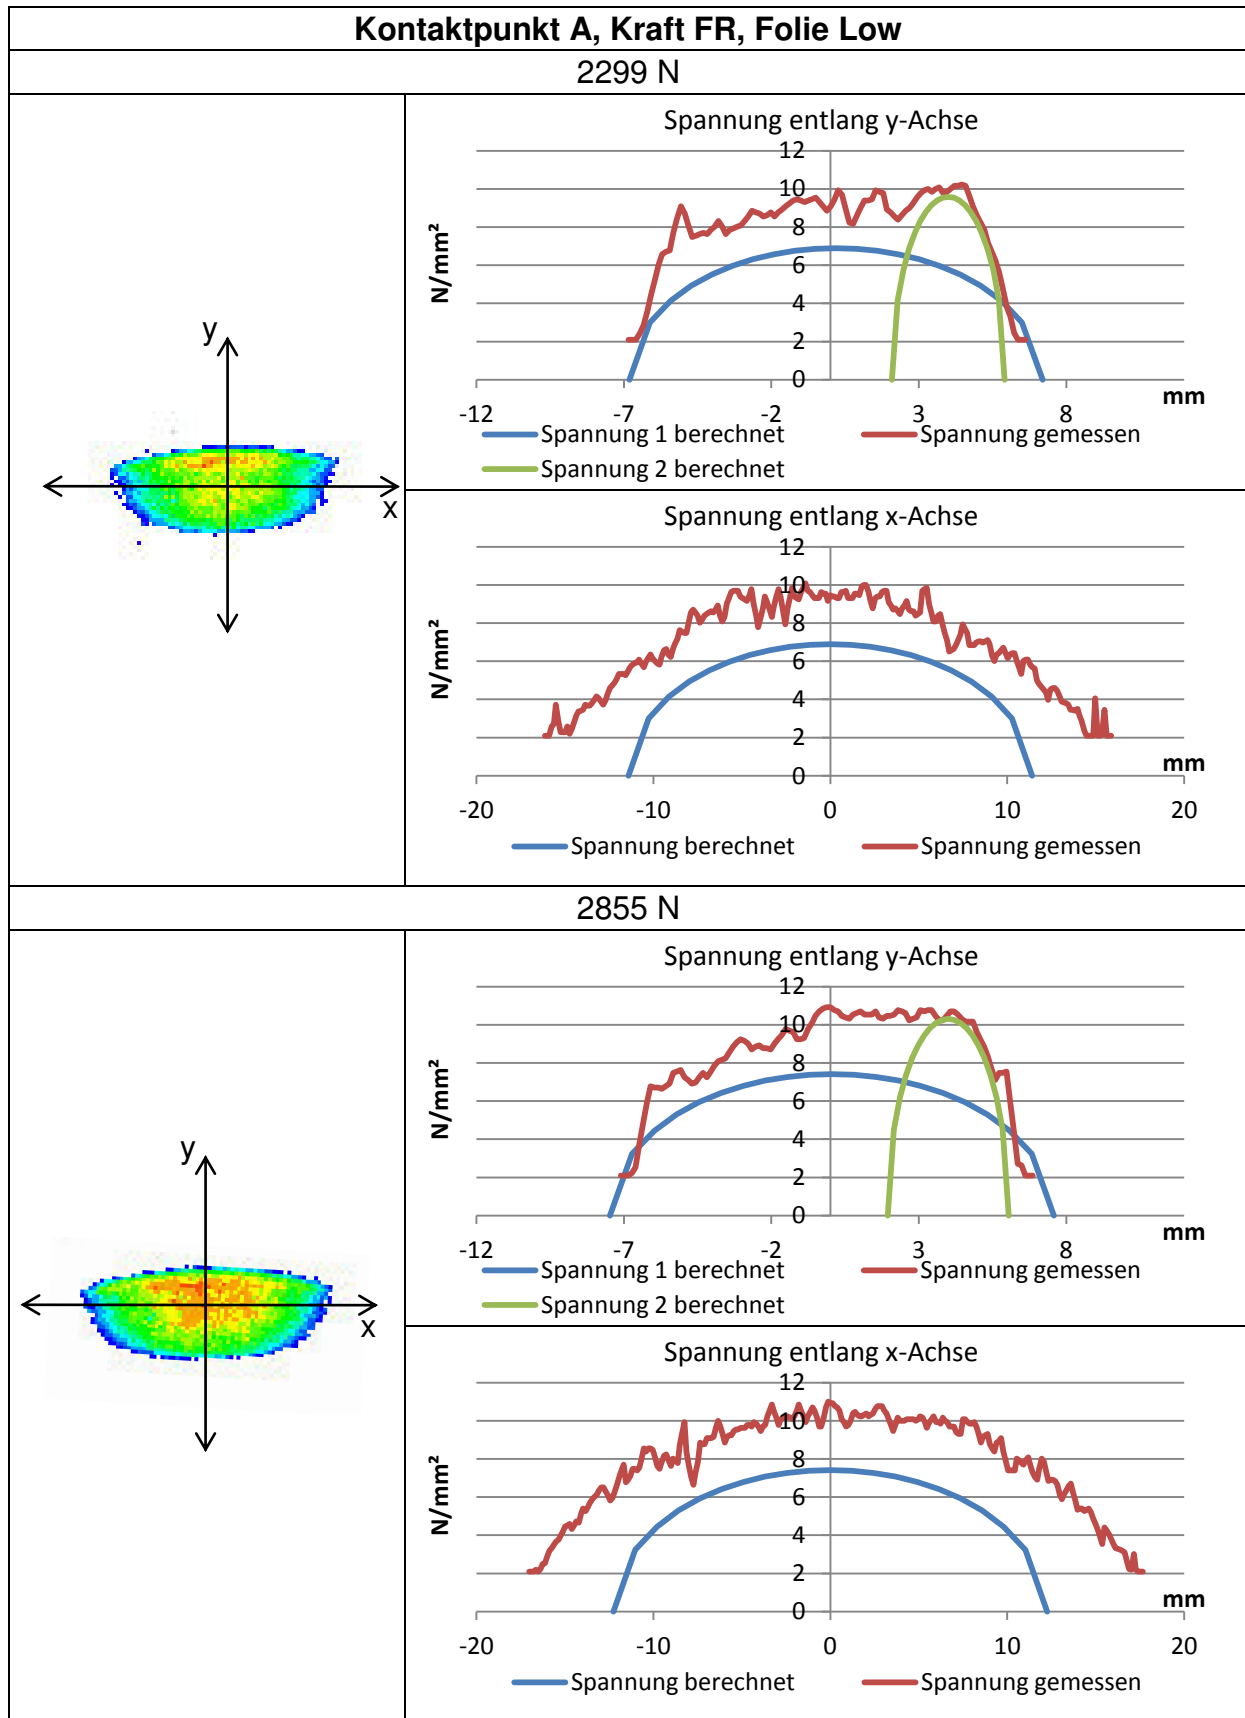 Kontaktpunkt A, Kraft FR, Folie Low
2299 N
y
x
Spannung entlang y-Achse
12
10
8
6
4
2
0
N/mm²
-12 -7 -2 3 8
mm
Spannung 1 berechnet Spannung gemessen
Spannung 2 berechnet
Spannung entlang x-Achse
12
10
8
6
4
2
0
N/mm²
mm
-20 -10 0 10 20
Spannung berechnet Spannung gemessen
2855 N
y
x
Spannung entlang y-Achse
12
10
8
6
4
2
0
N/mm²
mm
-12 -7 -2 3 8
Spannung 1 berechnet Spannung gemessen
Spannung 2 berechnet
Spannung entlang x-Achse
12
10
8
6
4
2
0
N/mm²
mm
-20 -10 0 10 20
Spannung berechnet Spannung gemessen